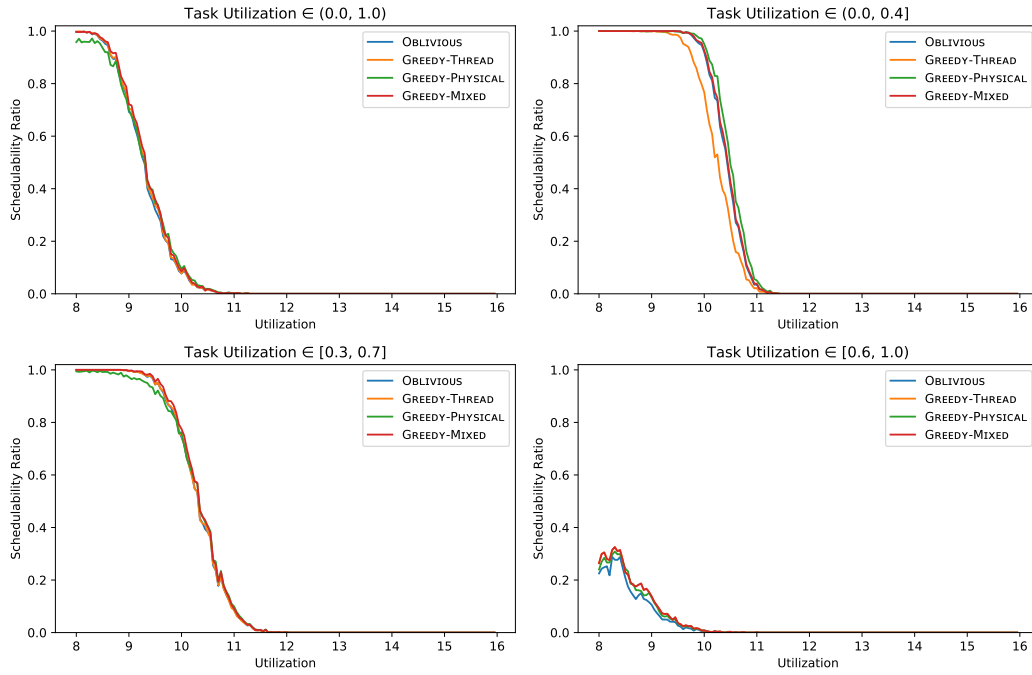 Task Utilization ∈ (0.0, 1.0)
Schedulability Ratio
1.0
0.8
0.6
0.4
0.2
0.0
8 9 10 11 12 13 14 15 16
Utilization
Oblivious
Greedy-Thread
Greedy-Physical
Greedy-Mixed
Task Utilization ∈ (0.0, 0.4]
Schedulability Ratio
1.0
0.8
0.6
0.4
0.2
0.0
8 9 10 11 12 13 14 15 16
Utilization
Oblivious
Greedy-Thread
Greedy-Physical
Greedy-Mixed
Task Utilization ∈ [0.3, 0.7]
Schedulability Ratio
1.0
0.8
0.6
0.4
0.2
0.0
8 9 10 11 12 13 14 15 16
Utilization
Oblivious
Greedy-Thread
Greedy-Physical
Greedy-Mixed
Task Utilization ∈ [0.6, 1.0)
Schedulability Ratio
1.0
0.8
0.6
0.4
0.2
0.0
8 9 10 11 12 13 14 15 16
Utilization
Oblivious
Greedy-Thread
Greedy-Physical
Greedy-Mixed